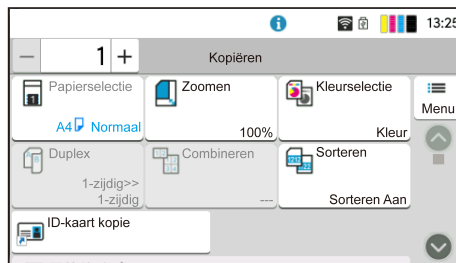 13:25
1
Kopiëren
Papierselectie
A4 Normaal
Zoomen
100%
Kleurselectie
Kleur
Menu
Duplex
1-zijdig>>
1-zijdig
Combineren
---
Sorteren
Sorteren Aan
ID-kaart kopie